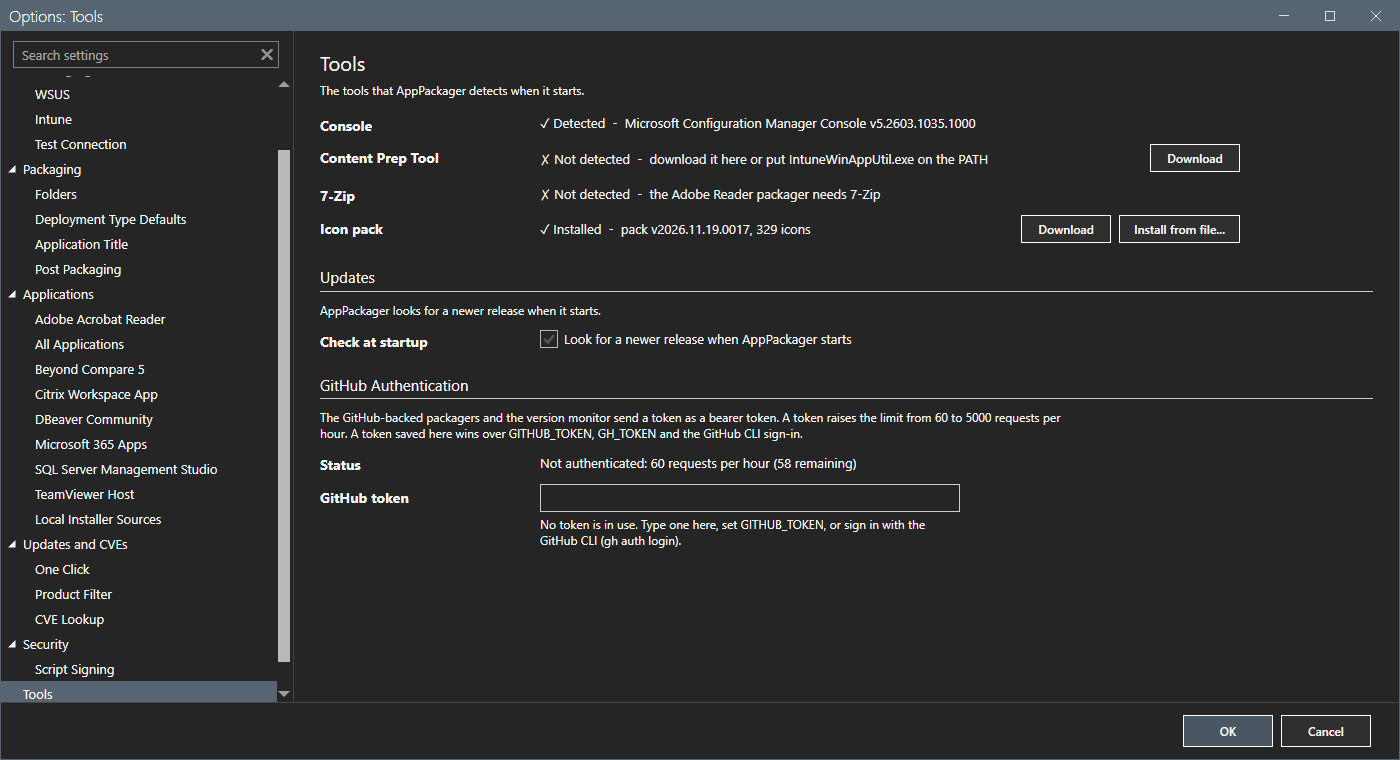 Options: Tools
Search settings
WSUS
Intune
Test Connection
Packaging
Folders
Deployment Type Defaults
Application Title
Post Packaging
Applications
Adobe Acrobat Reader
All Applications
Beyond Compare 5
Citrix Workspace App
DBeaver Community
Microsoft 365 Apps
SQL Server Management Studio
TeamViewer Host
Local Installer Sources
Updates and CVEs
One Click
Product Filter
CVE Lookup
Security
Script Signing
Tools
Tools
The tools that AppPackager detects when it starts.
Console ✓ Detected - Microsoft Configuration Manager Console v5.2603.1035.1000
Content Prep Tool ✗ Not detected - download it here or put IntuneWinAppUtil.exe on the PATH Download
7-Zip ✗ Not detected - the Adobe Reader packager needs 7-Zip
Icon pack ✓ Installed - pack v2026.11.19.0017, 329 icons Download Install from file...
Updates
AppPackager looks for a newer release when it starts.
Check at startup Look for a newer release when AppPackager starts
GitHub Authentication
The GitHub-backed packagers and the version monitor send a token as a bearer token. A token raises the limit from 60 to 5000 requests per
hour. A token saved here wins over GITHUB_TOKEN, GH_TOKEN and the GitHub CLI sign-in.
Status Not authenticated: 60 requests per hour (58 remaining)
GitHub token
No token is in use. Type one here, set GITHUB_TOKEN, or sign in with the
GitHub CLI (gh auth login).
OK Cancel